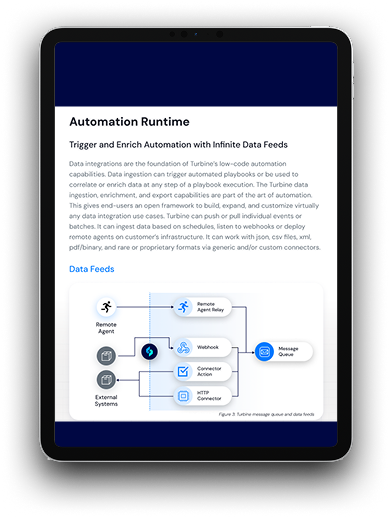 Automation Runtime
Trigger and Enrich Automation with Infinite Data Feeds
Data integrations are the foundation of Turbine's low-code automation
capabilities. Data ingestion can trigger automated playbooks or be used to
correlate or enrich data at any step of a playbook execution. The Turbine data
ingestion, enrichment, and export capabilities are part of the art of automation.
This gives end-users an open framework to build, expand, and customize virtually
any data intgration use cases. Turbine can push or pull individual events or
batches. It can ingest data based on schedules, listen to webhooks or deploy
remote agents on customer's infrastructure. It can work with json, csv files, xml,
pdf/binary, and rare or proprietary formats via generic and/or custom connectors.
Data Feeds
Remote
Agent
Remote
Agent Relay
Webhook
Message
Queue
Connector
Action
External
Systems
HTTP
Connector
Figure 3: Turbine message queue and data feeds